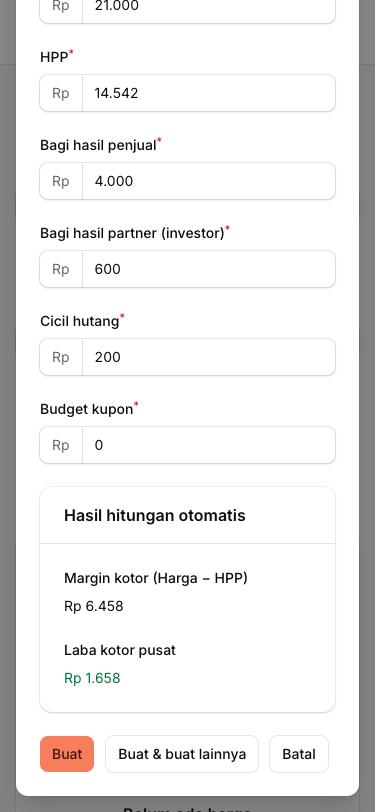 Rp 21.000
HPP*
Rp 14.542
Bagi hasil penjual*
Rp 4.000
Bagi hasil partner (investor)*
Rp 600
Cicil hutang*
Rp 200
Budget kupon*
Rp 0
Hasil hitungan otomatis
Margin kotor (Harga – HPP)
Rp 6.458
Laba kotor pusat
Rp 1.658
Buat Buat & buat lainnya Batal